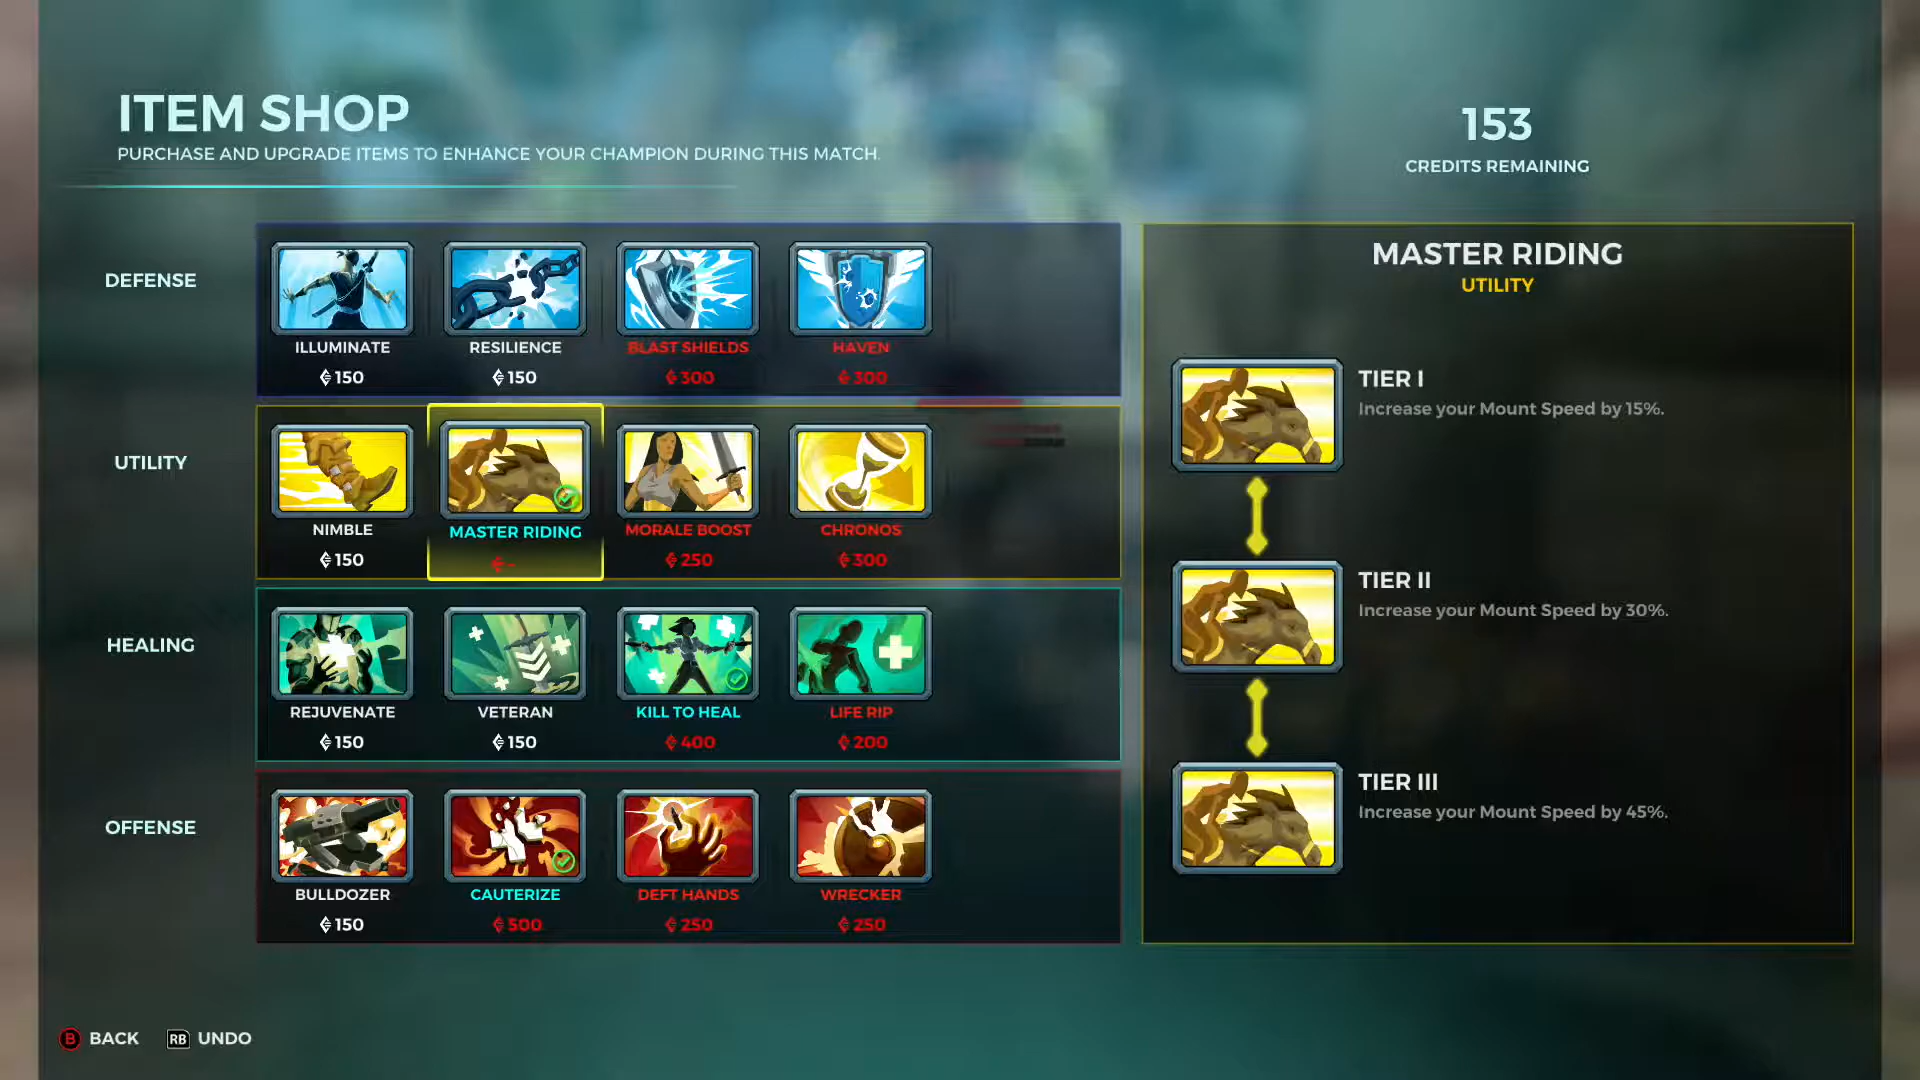 ITEM SHOP
PURCHASE AND UPGRADE ITEMS TO ENHANCE YOUR CHAMPION DURING THIS MATCH.
153
CREDITS REMAINING
DEFENSE
ILLUMINATE
150
RESILIENCE
150
BLAST SHIELDS
300
HAVEN
300
UTILITY
NIMBLE
150
MASTER RIDING
-
MORALE BOOST
250
CHRONOS
300
HEALING
REJUVENATE
150
VETERAN
150
KILL TO HEAL
400
LIFE RIP
200
OFFENSE
BULLDOZER
150
CAUTERIZE
500
DEFT HANDS
250
WRECKER
250
MASTER RIDING
UTILITY
TIER I
Increase your Mount Speed by 15%.
TIER II
Increase your Mount Speed by 30%.
TIER III
Increase your Mount Speed by 45%.
B BACK RB UNDO